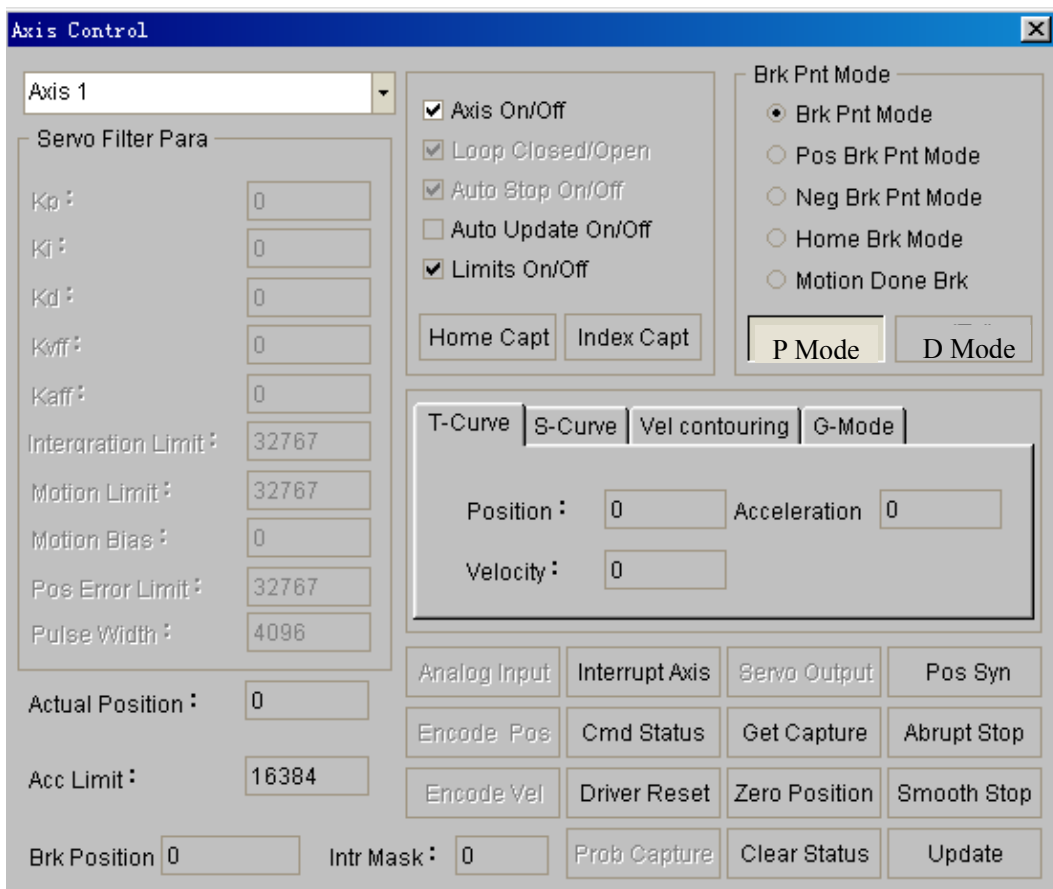 Axis Control
Axis 1
Servo Filter Para
Kp: 0
Ki: 0
Kd: 0
Kvff: 0
Kaff: 0
Intergration Limit: 32767
Motion Limit: 32767
Motion Bias: 0
Pos Error Limit: 32767
Pulse Width: 4096
Actual Position: 0
Acc Limit: 16384
Brk Position 0
Intr Mask: 0
Axis On/Off
Loop Closed/Open
Auto Stop On/Off
Auto Update On/Off
Limits On/Off
Home Capt Index Capt
Brk Pnt Mode
Brk Pnt Mode
Pos Brk Pnt Mode
Neg Brk Pnt Mode
Home Brk Mode
Motion Done Brk
P Mode D Mode
T-Curve S-Curve Vel contouring G-Mode
Position: 0 Acceleration 0
Velocity: 0
Analog Input Interrupt Axis Servo Output Pos Syn
Encode Pos Cmd Status Get Capture Abrupt Stop
Encode Vel Driver Reset Zero Position Smooth Stop
Prob Capture Clear Status Update